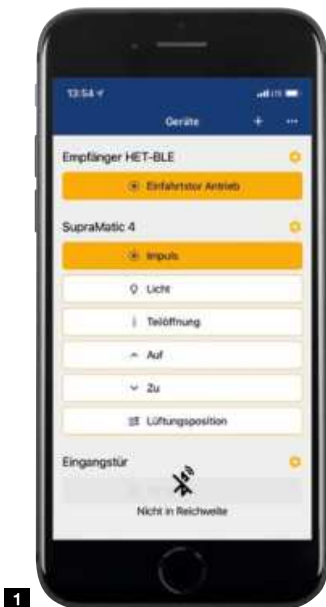 13:54
LTE
Geräte + ...
Empfänger HET-BLE
Einfahrtstor Antrieb
SupraMatic 4
Impuls
Licht
Teilöffnung
Auf
Zu
Lüftungsposition
Eingangstür
Nicht in Reichweite
1